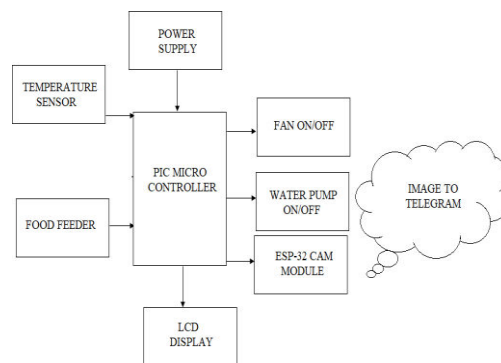 POWER
SUPPLY
TEMPERATURE
SENSOR
FAN ON/OFF
PIC MICRO
CONTROLLER
IMAGE TO
TELEGRAM
WATER PUMP
ON/OFF
FOOD FEEDER
ESP-32 CAM
MODULE
LCD
DISPLAY